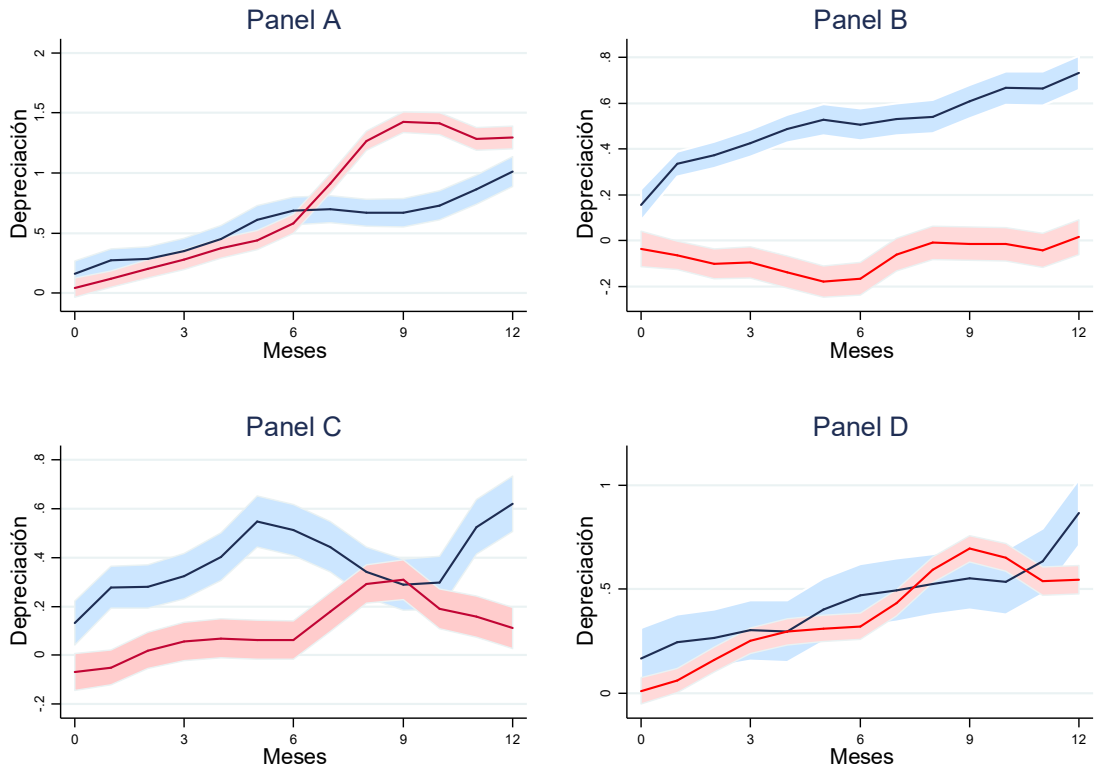 Panel A
Depreciación
2
1.5
1
.5
0
0 3 6 9 12
Meses
Panel B
Depreciación
.8
.6
.4
.2
0
-.2
0 3 6 9 12
Meses
Panel C
Depreciación
.8
.6
.4
.2
0
-.2
0 3 6 9 12
Meses
Panel D
Depreciación
1
.5
0
0 3 6 9 12
Meses